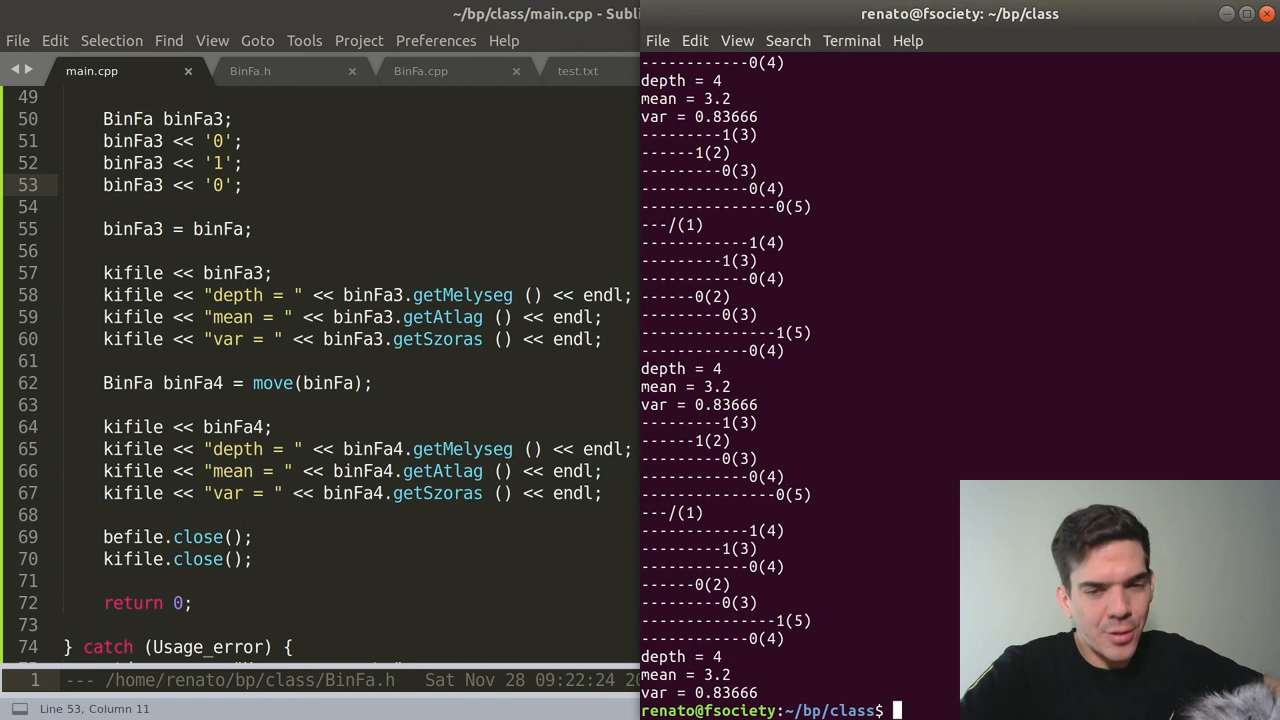 ~/bp/class/main.cpp - Subli
File Edit Selection Find View Goto Tools Project Preferences Help
main.cpp × BinFa.h × BinFa.cpp × test.txt
49
50 BinFa binFa3;
51 binFa3 << '0';
52 binFa3 << '1';
53 binFa3 << '0';
54
55 binFa3 = binFa;
56
57 kifile << binFa3;
58 kifile << "depth = " << binFa3.getMelyseg () << endl;
59 kifile << "mean = " << binFa3.getAtlag () << endl;
60 kifile << "var = " << binFa3.getSzoras () << endl;
61
62 BinFa binFa4 = move(binFa);
63
64 kifile << binFa4;
65 kifile << "depth = " << binFa4.getMelyseg () << endl;
66 kifile << "mean = " << binFa4.getAtlag () << endl;
67 kifile << "var = " << binFa4.getSzoras () << endl;
68
69 befile.close();
70 kifile.close();
71
72 return 0;
73
74 } catch (Usage_error) {
1 --- /home/renato/bp/class/BinFa.h Sat Nov 28 09:22:24 20
Line 53, Column 11
renato@fsociety: ~/bp/class
File Edit View Search Terminal Help
------------0(4)
depth = 4
mean = 3.2
var = 0.83666
---------1(3)
------1(2)
---------0(3)
------------0(4)
---------------0(5)
---/(1)
------------1(4)
---------1(3)
------------0(4)
------0(2)
---------0(3)
---------------1(5)
------------0(4)
depth = 4
mean = 3.2
var = 0.83666
---------1(3)
------1(2)
---------0(3)
------------0(4)
---------------0(5)
---/(1)
------------1(4)
---------1(3)
------------0(4)
------0(2)
---------0(3)
---------------1(5)
------------0(4)
depth = 4
mean = 3.2
var = 0.83666
renato@fsociety:~/bp/class$